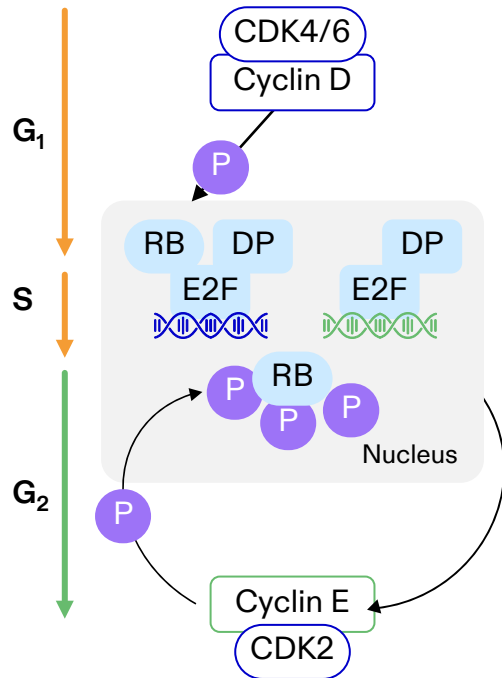 CDK4/6
Cyclin D
G₁
P
RB DP DP
E2F E2F
S
RB
P P P
Nucleus
G₂
P
Cyclin E
CDK2